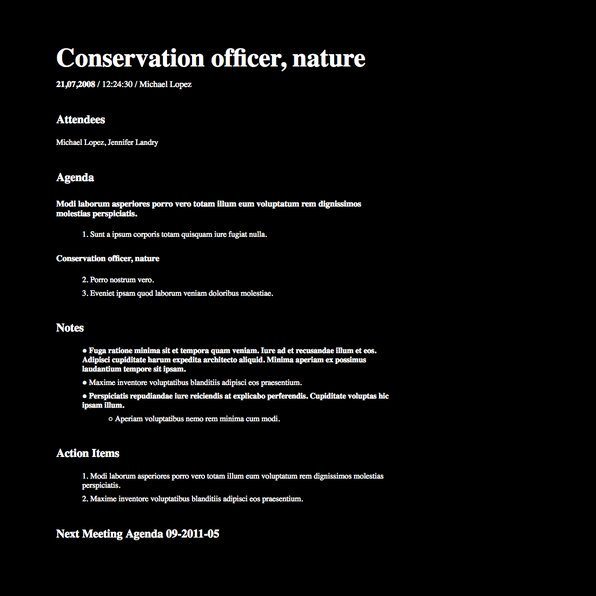 Conservation officer, nature
21,07,2008 / 12:24:30 / Michael Lopez
Attendees
Michael Lopez, Jennifer Landry
Agenda
Modi laborum asperiores porro vero totam illum eum voluptatum rem dignissimos
molestias perspiciatis.
1. Sunt a ipsum corporis totam quisquam iure fugiat nulla.
Conservation officer, nature
2. Porro nostrum vero.
3. Eveniet ipsam quod laborum veniam doloribus molestiae.
Notes
● Fuga ratione minima sit et tempora quam veniam. Iure ad et recusandae illum et eos.
Adipisci cupiditate harum expedita architecto aliquid. Minima aperiam ex possimus
laudantium tempore sit ipsam.
● Maxime inventore voluptatibus blanditiis adipisci eos praesentium.
● Perspiciatis repudiandae iure reiciendis at explicabo perferendis. Cupiditate voluptas hic
ipsam illum.
○ Aperiam voluptatibus nemo rem minima cum modi.
Action Items
1. Modi laborum asperiores porro vero totam illum eum voluptatum rem dignissimos molestias
perspiciatis.
2. Maxime inventore voluptatibus blanditiis adipisci eos praesentium.
Next Meeting Agenda 09-2011-05